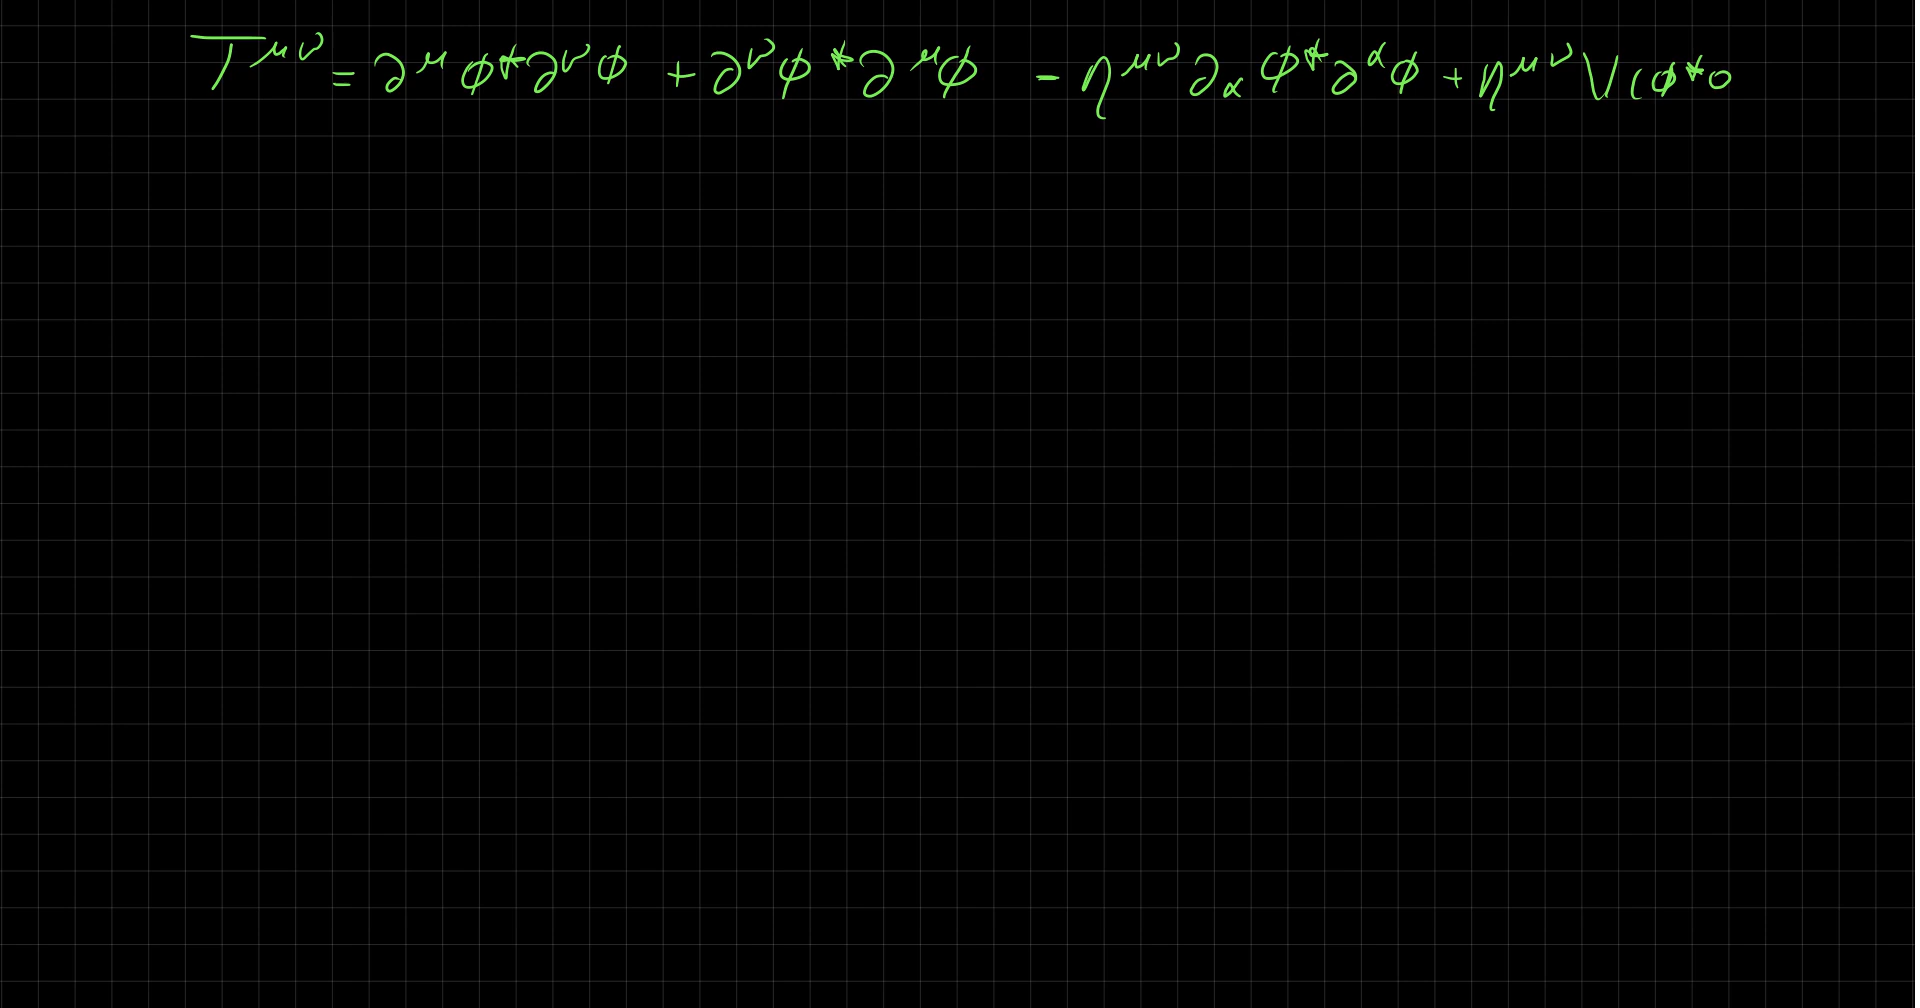 T^{μν} = ∂^μ φ* ∂^ν φ + ∂^ν φ* ∂^μ φ - η^{μν} ∂_α φ* ∂^α φ + η^{μν} V(φ*o